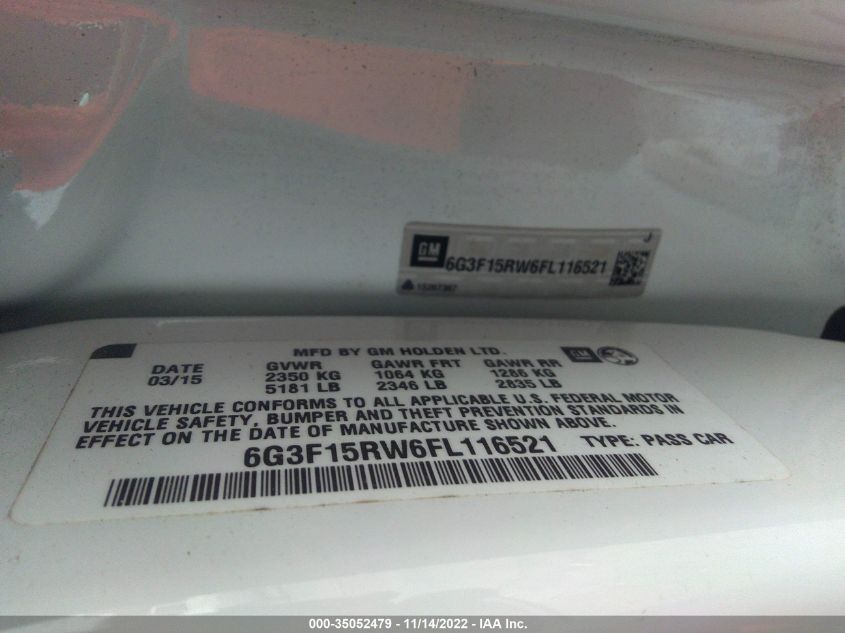 J
GM
6G3F15RW6FL116521
15267367
MFD BY GM HOLDEN LTD.
GM
DATE GVWR GAWR FRT GAWR RR
03/15 2350 KG 1064 KG 1286 KG
5181 LB 2346 LB 2835 LB
THIS VEHICLE CONFORMS TO ALL APPLICABLE U.S. FEDERAL MOTOR
VEHICLE SAFETY, BUMPER AND THEFT PREVENTION STANDARDS IN
EFFECT ON THE DATE OF MANUFACTURE SHOWN ABOVE.
6G3F15RW6FL116521 TYPE: PASS CAR
000-35052479 - 11/14/2022 - IAA Inc.